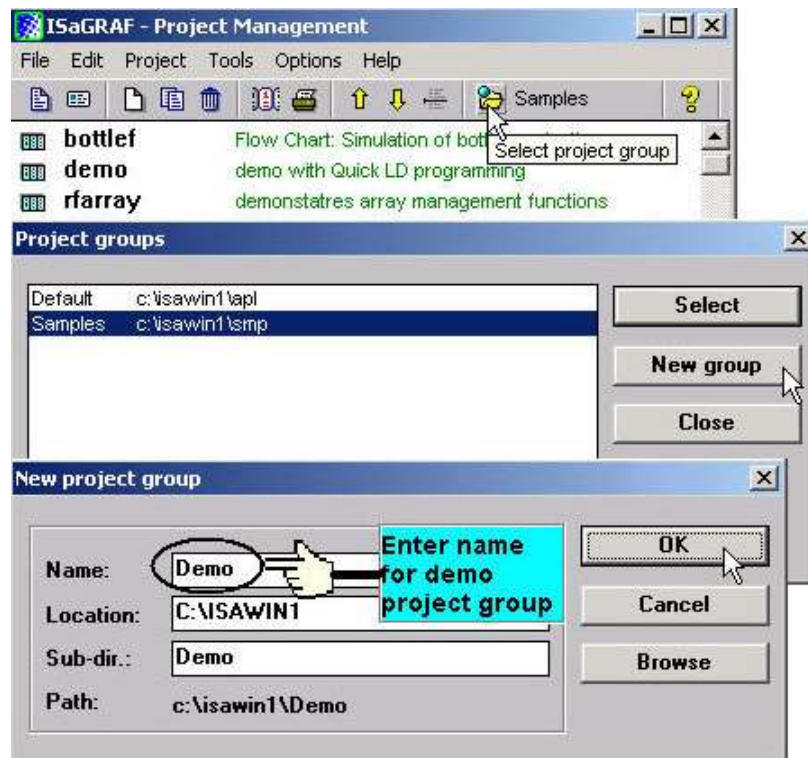 ISaGRAF - Project Management
File Edit Project Tools Options Help
Samples
bottlef Flow Chart: Simulation of
Select project group
demo demo with Quick LD programming
rfarray demonstatres array management functions
Project groups
Default c:\isawin1\apl
Samples c:\isawin1\smp
Select
New group
Close
New project group
Name: Demo
Enter name
for demo
project group
OK
Location: C:\ISAWIN1
Cancel
Sub-dir.: Demo
Browse
Path: c:\isawin1\Demo